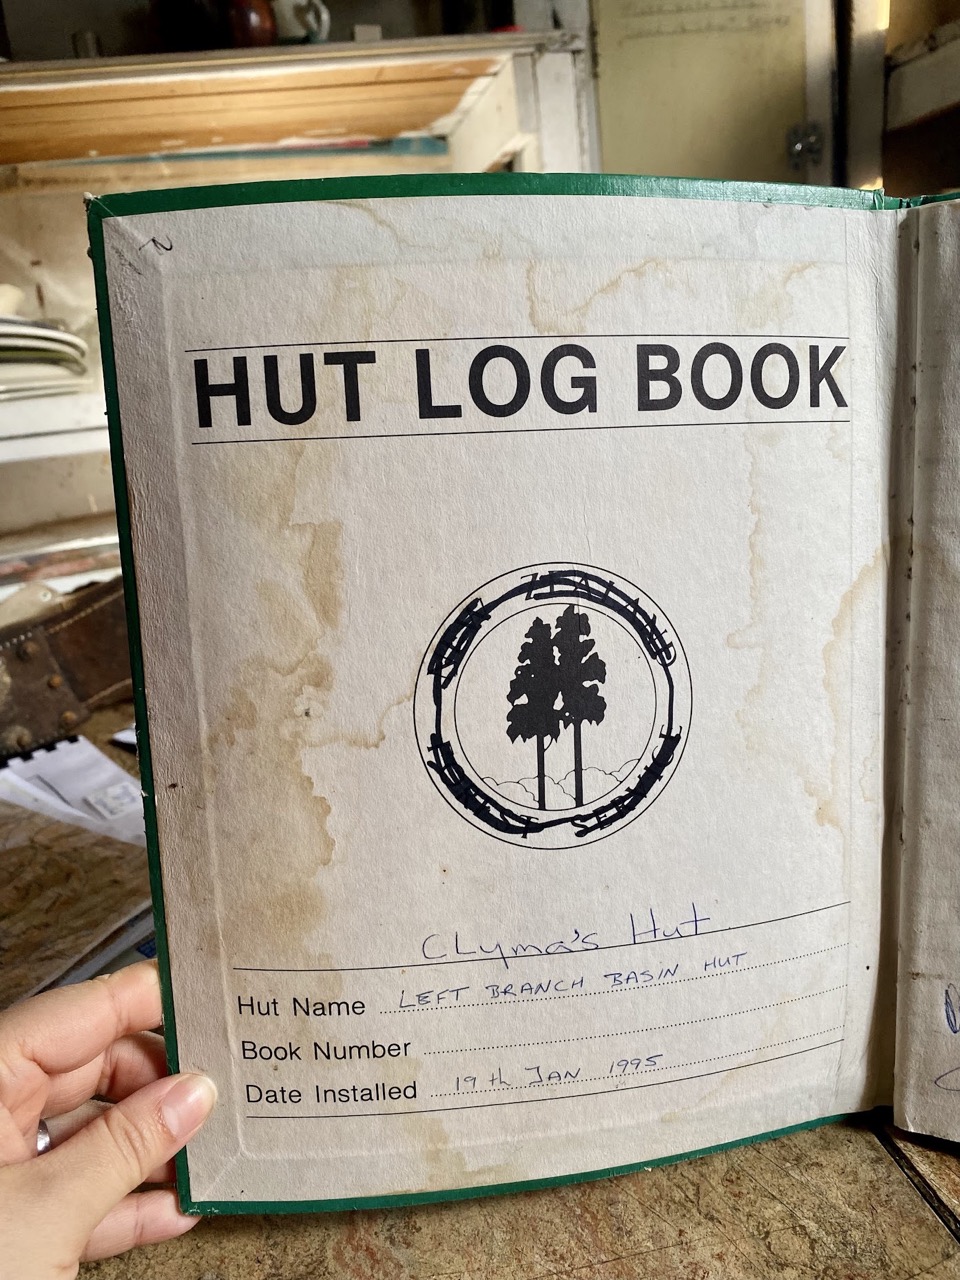 HUT LOG BOOK
NEW ZEALAND
FOREST SERVICE
CLyma's Hut
Hut Name LEFT BRANCH BASIN HUT
Book Number
Date Installed 19th JAN 1995